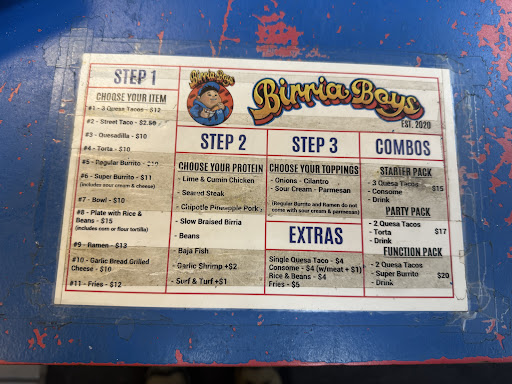 STEP 1
CHOOSE YOUR ITEM
#1 - 3 Quesa Tacos - $12
#2 - Street Taco - $2.50
#3 - Quesadilla - $10
#4 - Torta - $10
#5 - Regular Burrito - $10
#6 - Super Burrito - $11
(includes sour cream & cheese)
#7 - Bowl - $10
#8 - Plate with Rice &
Beans - $15
(includes corn or flour tortilla)
#9 - Ramen - $13
#10 - Garlic Bread Grilled
Cheese - $10
#11 - Fries - $12
Birria Boys
Birria Boys
EST. 2020
STEP 2
CHOOSE YOUR PROTEIN
- Lime & Cumin Chicken
- Seared Steak
- Chipotle Pineapple Pork
- Slow Braised Birria
- Beans
- Baja Fish
- Garlic Shrimp +$2
- Surf & Turf +$1
STEP 3
CHOOSE YOUR TOPPINGS
- Onions - Cilantro
- Sour Cream - Parmesan
(Regular Burrito and Ramen do not
come with sour cream & parmesan)
EXTRAS
Single Quesa Taco - $4
Consome - $4 (w/meat + $1)
Rice & Beans - $4
Fries - $5
COMBOS
STARTER PACK
- 3 Quesa Tacos
- Consome $15
- Drink
PARTY PACK
- 2 Quesa Tacos
- Torta $17
- Drink
FUNCTION PACK
- 2 Quesa Tacos
- Super Burrito $20
- Drink